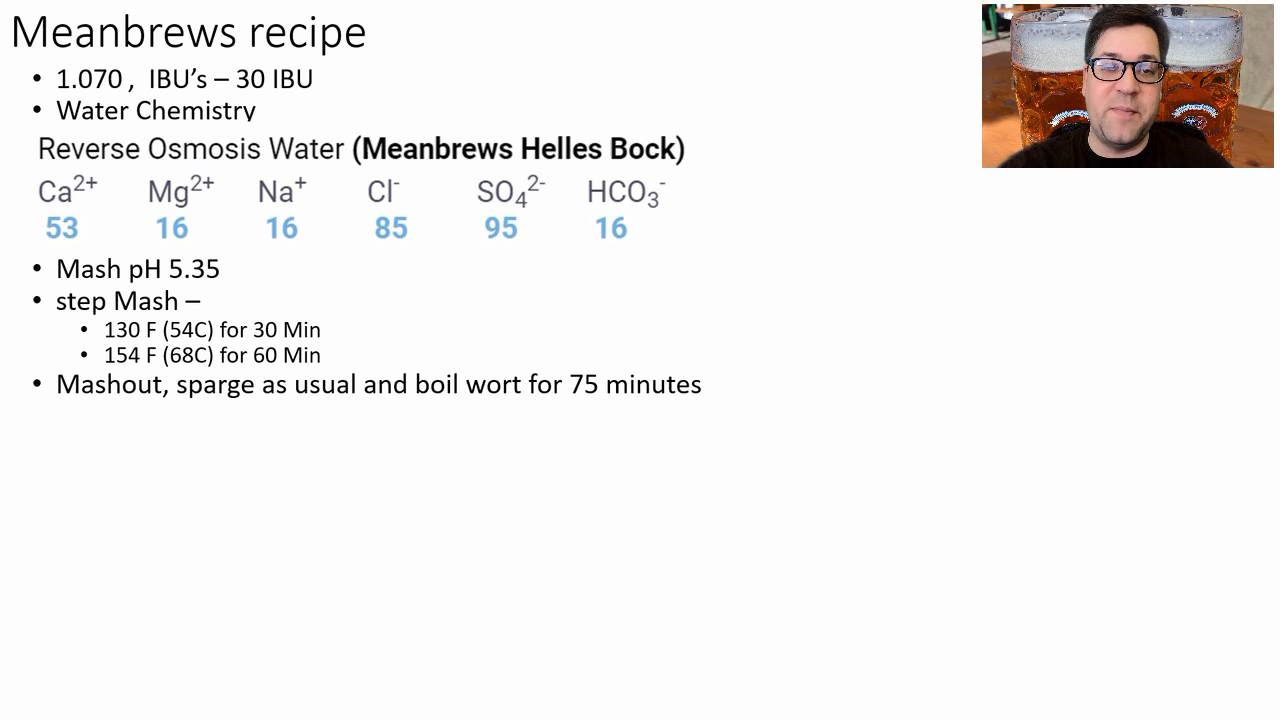 Meanbrews recipe
• 1.070 , IBU’s – 30 IBU
• Water Chemistry
Reverse Osmosis Water (Meanbrews Helles Bock)
Ca²⁺ Mg²⁺ Na⁺ Cl⁻ SO₄²⁻ HCO₃⁻
53 16 16 85 95 16
• Mash pH 5.35
• step Mash –
• 130 F (54C) for 30 Min
• 154 F (68C) for 60 Min
• Mashout, sparge as usual and boil wort for 75 minutes